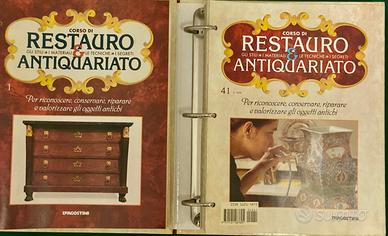 CORSO DI
RESTAURO
GLI STILI • I MATERIALI & LE TECNICHE • I SEGRETI
ANTIQUARIATO
1
Per riconoscere, conservare, riparare
e valorizzare gli oggetti antichi
DEAGOSTINI
CORSO DI
RESTAURO
GLI STILI • I MATERIALI & LE TECNICHE • I SEGRETI
ANTIQUARIATO
41
Per riconoscere, conservare, riparare
e valorizzare gli oggetti antichi
DEAGOSTINI